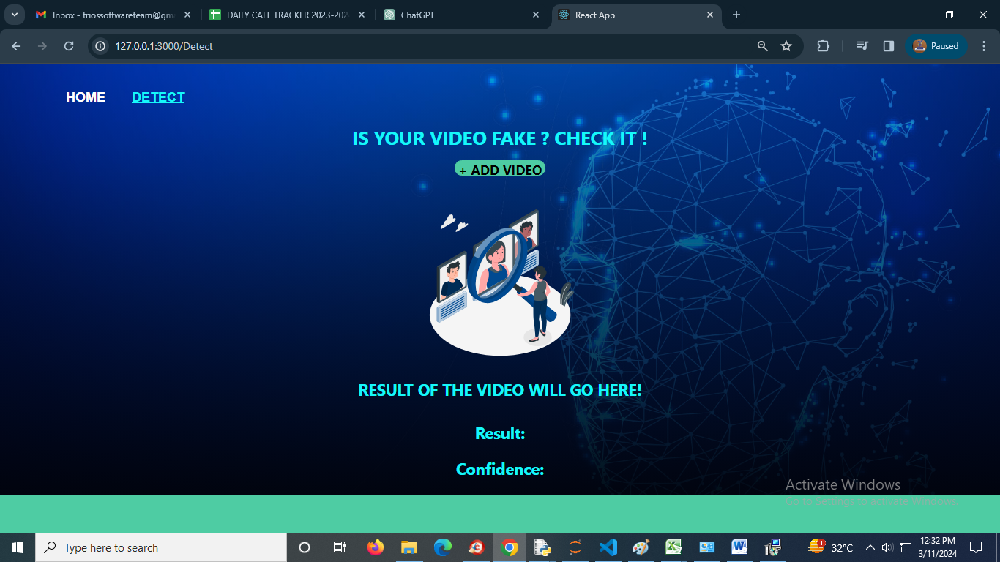 Inbox - triossoftwareteam@gm
DAILY CALL TRACKER 2023-202
ChatGPT
React App
127.0.0.1:3000/Detect
Paused
HOME
DETECT
IS YOUR VIDEO FAKE ? CHECK IT !
+ ADD VIDEO
RESULT OF THE VIDEO WILL GO HERE!
Result:
Confidence:
Activate Windows
Go to Settings to activate Windows.
Type here to search
1
32°C
12:32 PM
3/11/2024